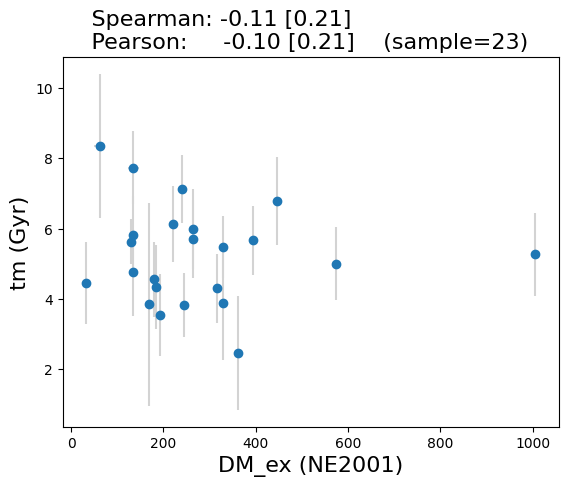 Spearman: -0.11 [0.21]
Pearson: -0.10 [0.21] (sample=23)
10
8
6
4
2
tm (Gyr)
0 200 400 600 800 1000
DM_ex (NE2001)